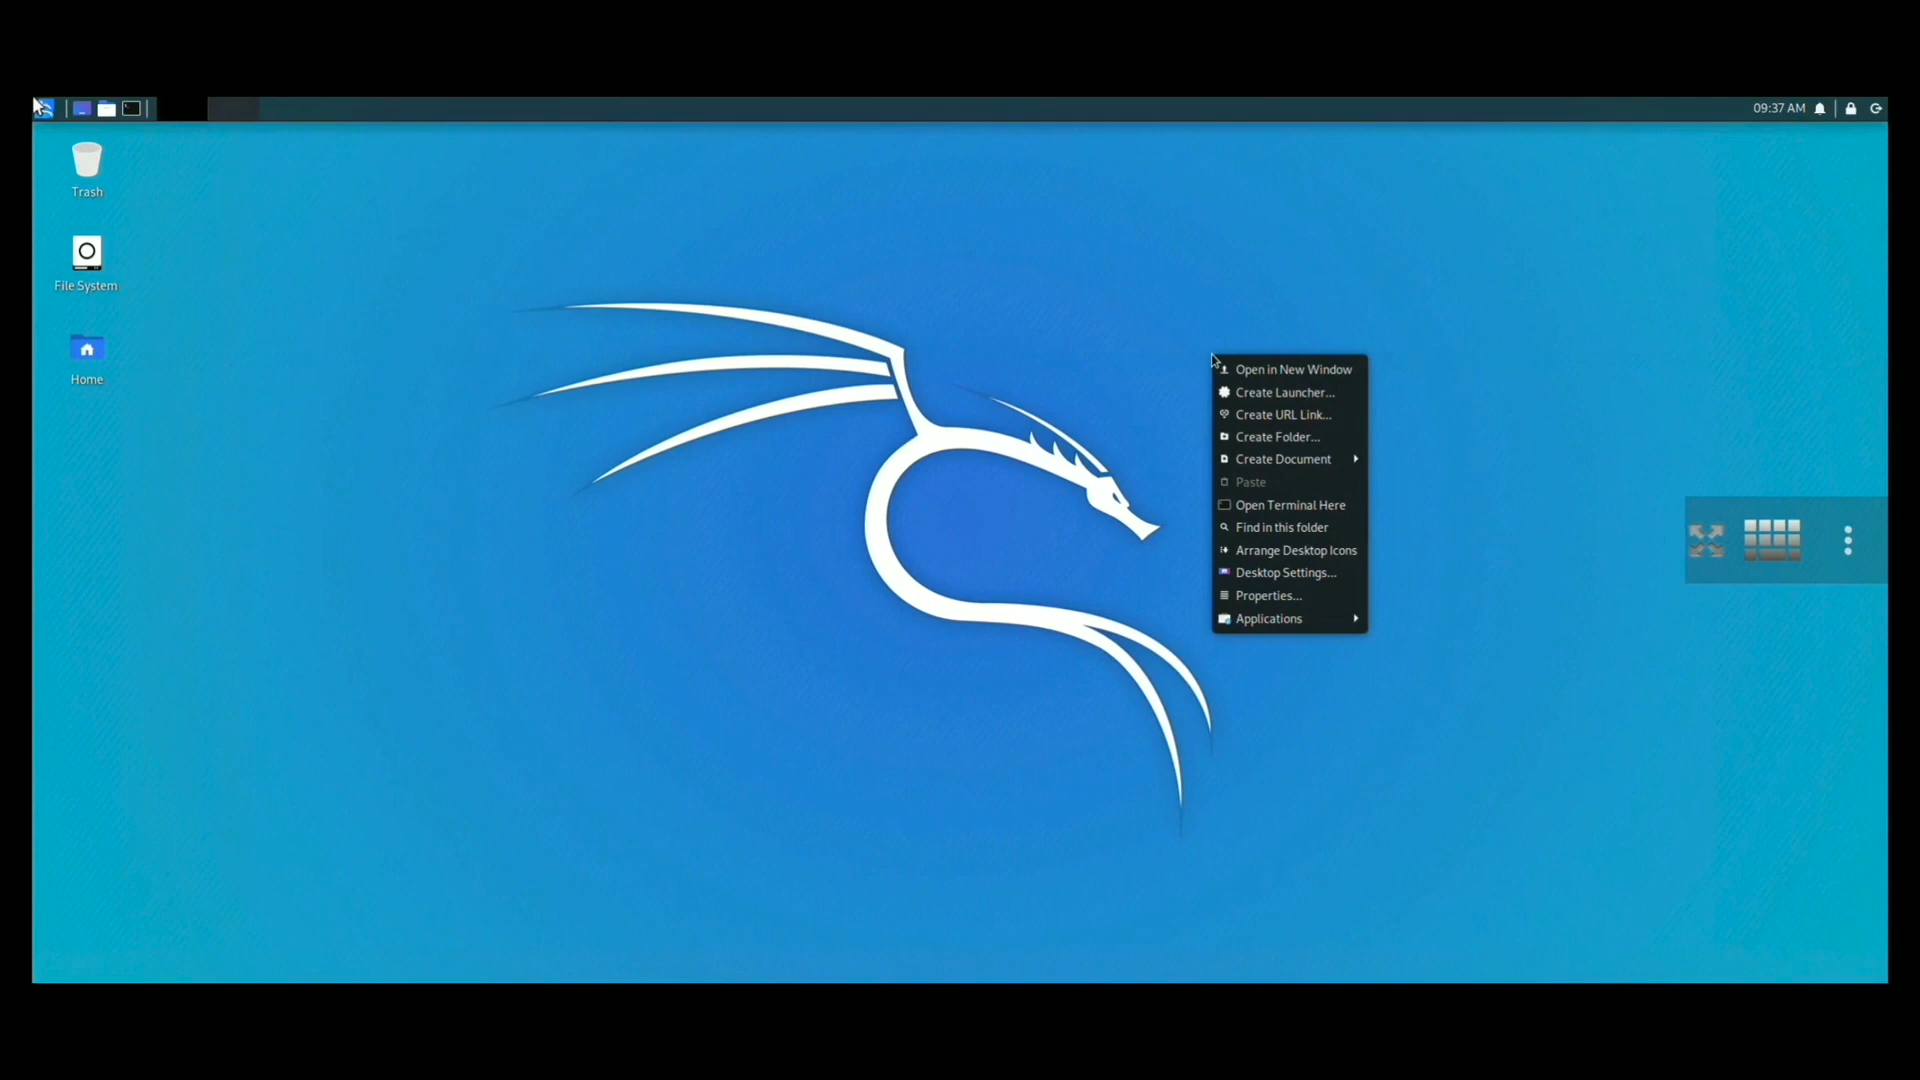 09:37 AM
Trash
File System
Home
Open in New Window
Create Launcher...
Create URL Link...
Create Folder...
Create Document
Paste
Open Terminal Here
Find in this folder
Arrange Desktop Icons
Desktop Settings...
Properties...
Applications